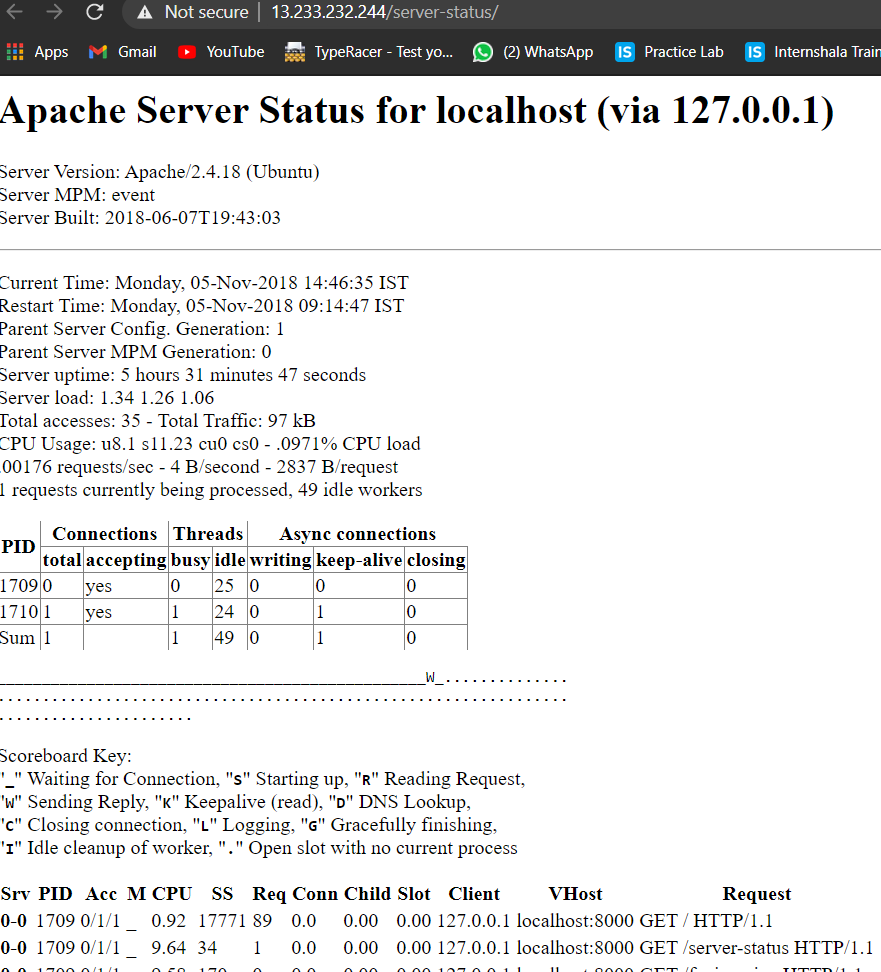 Not secure | 13.233.232.244/server-status/
Apps Gmail YouTube TypeRacer - Test yo... (2) WhatsApp IS Practice Lab IS Internshala Train
Apache Server Status for localhost (via 127.0.0.1)
Server Version: Apache/2.4.18 (Ubuntu)
Server MPM: event
Server Built: 2018-06-07T19:43:03
Current Time: Monday, 05-Nov-2018 14:46:35 IST
Restart Time: Monday, 05-Nov-2018 09:14:47 IST
Parent Server Config. Generation: 1
Parent Server MPM Generation: 0
Server uptime: 5 hours 31 minutes 47 seconds
Server load: 1.34 1.26 1.06
Total accesses: 35 - Total Traffic: 97 kB
CPU Usage: u8.1 s11.23 cu0 cs0 - .0971% CPU load
.00176 requests/sec - 4 B/second - 2837 B/request
1 requests currently being processed, 49 idle workers
PID Connections Threads Async connections
total accepting busy idle writing keep-alive closing
1709 0 yes 0 25 0 0 0
1710 1 yes 1 24 0 1 0
Sum 1 1 49 0 1 0
________________________________________________W_..............
................................................................
......................
Scoreboard Key:
"_" Waiting for Connection, "S" Starting up, "R" Reading Request,
"W" Sending Reply, "K" Keepalive (read), "D" DNS Lookup,
"C" Closing connection, "L" Logging, "G" Gracefully finishing,
"I" Idle cleanup of worker, "." Open slot with no current process
Srv PID Acc M CPU SS Req Conn Child Slot Client VHost Request
0-0 1709 0/1/1 _ 0.92 17771 89 0.0 0.00 0.00 127.0.0.1 localhost:8000 GET / HTTP/1.1
0-0 1709 0/1/1 _ 9.64 34 1 0.0 0.00 0.00 127.0.0.1 localhost:8000 GET /server-status HTTP/1.1